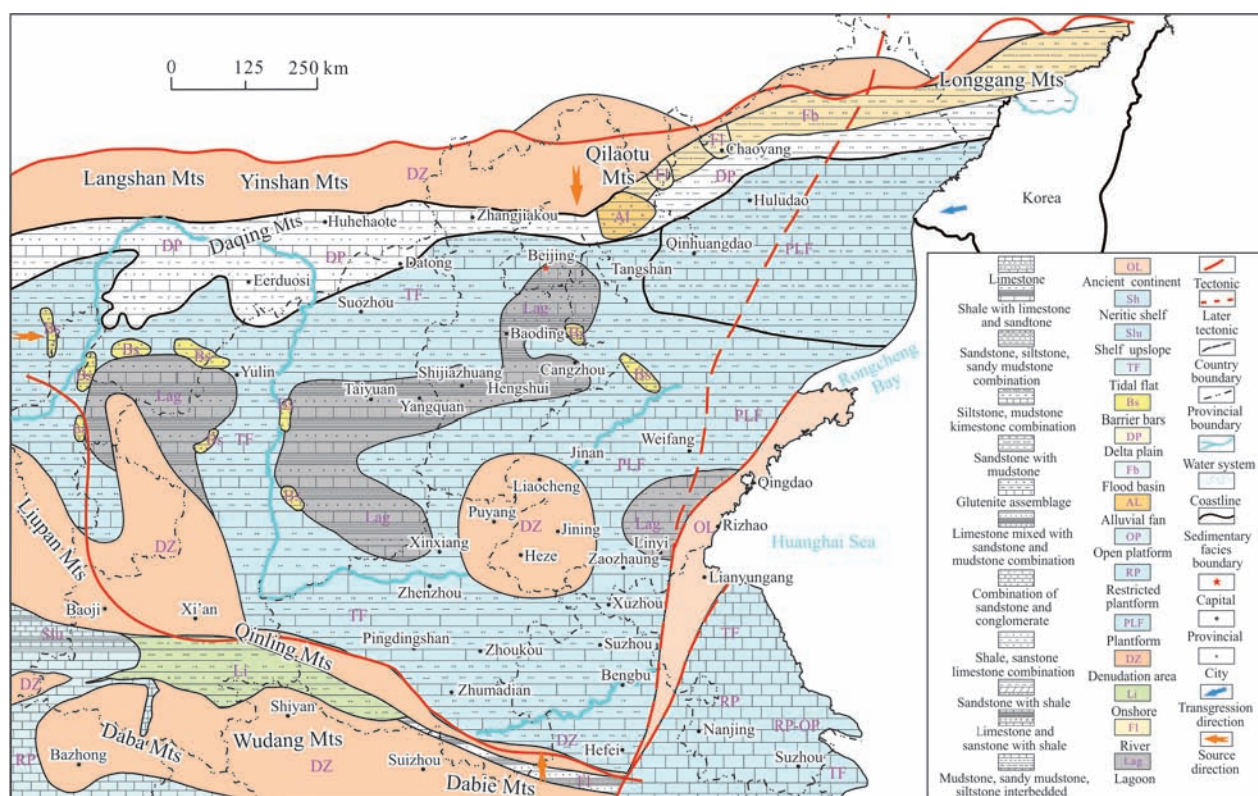 0 125 250 km
Longgang Mts
Fb
Fl
Chaoyang
Qilaotu
Mts
Fl
DZ
Langshan Mts
Yinshan Mts
DP
Korea
Al
Huludao
Huhehaote
Zhangjiakou
Daqing Mts
DP
Qinhuangdao
PLF
Beijing
DP
Datong
Tangshan
Eerduosi
TF
Suozhou
Lag
Bs
Baoding
Bs
Rongcheng
Bay
Bs
Bs
Cangzhou
Bs
Bs
Yulin
Shijiazhuang
Taiyuan
Hengshui
Lag
Yangquan
PLF
Weifang
Bs
TF
Bs
Jinan
PLF
Liaocheng
Qingdao
Puyang
DZ
Jining
Lag
OL
Rizhao
Bs
Lag
Linyi
Huanghai Sea
Liupan Mts
DZ
Xinxiang
Heze
Zaozhaung
Lianyungang
Zhenzhou
Xuzhou
Baoji
Xi'an
TF
TF
Slu
Qinling Mts
Pingdingshan
Zhoukou
Suzhou
Li
Bengbu
DZ
Zhumadian
RP
Shiyan
Nanjing
RP-OP
Daba Mts
Wudang Mts
DZ
Hefei
RP
Bazhong
DZ
Suizhou
Suzhou
TF
Dabie Mts
Fl
Limestone
Shale with limestone
and sandtone
Sandstone, siltstone,
sandy mudstone
combination
Siltstone, mudstone
kimestone combination
Sandstone with
mudstone
Glutenite assemblage
Limestone mixed with
sandstone and
mudstone combination
Combination of
sandstone and
conglomerate
Shale, sanstone
limestone combination
Sandstone with shale
Limestone and
sanstone with shale
Mudstone, sandy mudstone,
siltstone interbedded
OL
Ancient continent
Sh
Neritic shelf
Slu
Shelf upslope
TF
Tidal flat
Bs
Barrier bars
DP
Delta plain
Fb
Flood basin
AL
Alluvial fan
OP
Open platform
RP
Restricted
plantform
PLF
Plantform
DZ
Denudation area
Li
Onshore
Fl
River
Lag
Lagoon
Tectonic
Later
tectonic
Country
boundary
Provincial
boundary
Water system
Coastline
Sedimentary
facies
boundary
Capital
Provincial
City
Transgression
direction
Source
direction